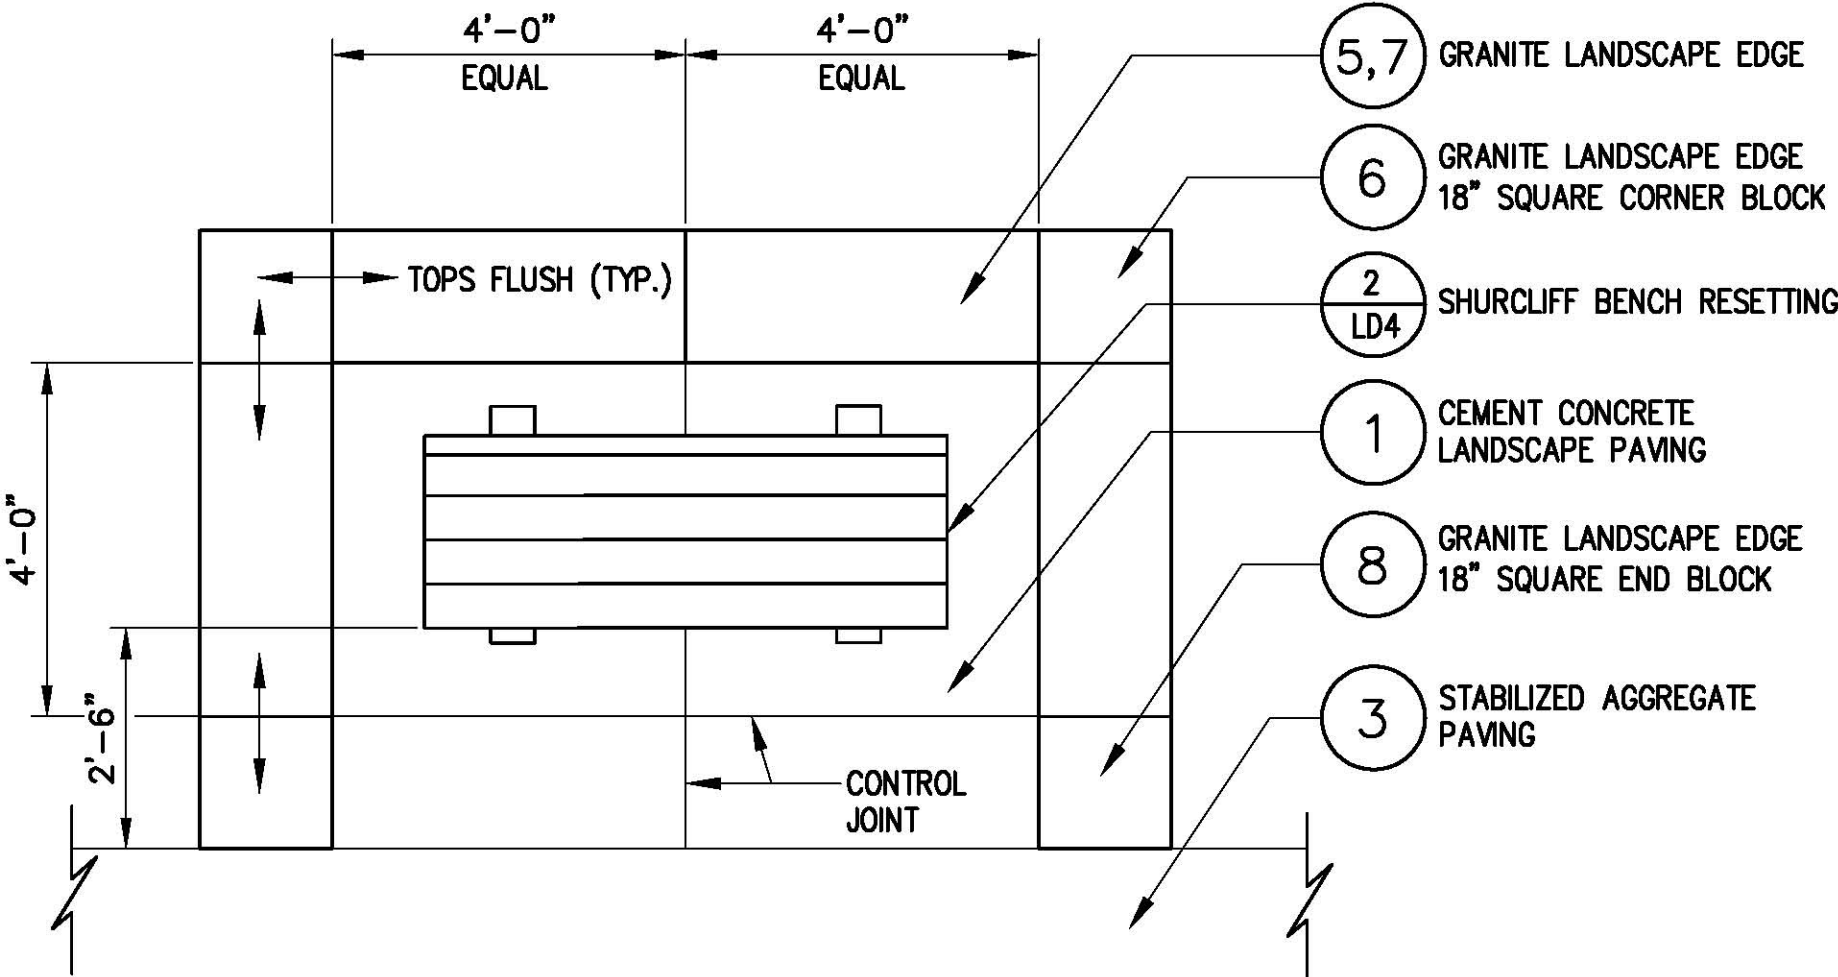 4'-0"
EQUAL
4'-0"
EQUAL
5,7
GRANITE LANDSCAPE EDGE
6
GRANITE LANDSCAPE EDGE
18" SQUARE CORNER BLOCK
TOPS FLUSH (TYP.)
2
LD4
SHURCLIFF BENCH RESETTING
1
CEMENT CONCRETE
LANDSCAPE PAVING
4'-0"
8
GRANITE LANDSCAPE EDGE
18" SQUARE END BLOCK
2'-6"
3
STABILIZED AGGREGATE
PAVING
CONTROL
JOINT